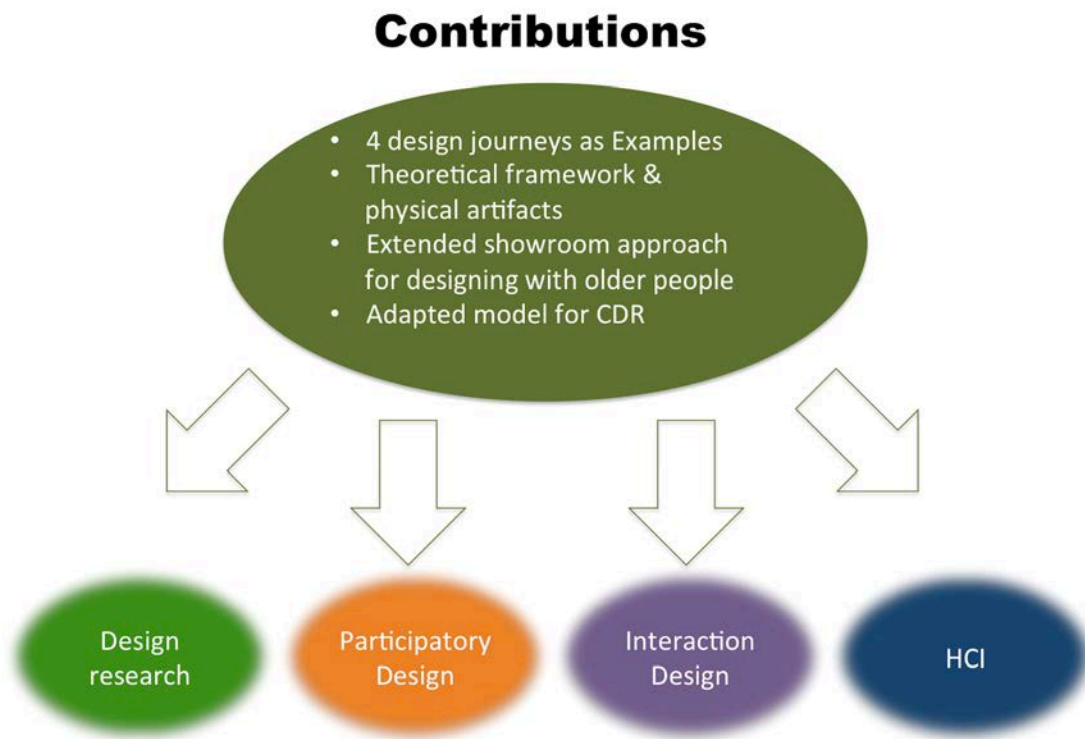 Contributions
• 4 design journeys as Examples
• Theoretical framework &
physical artifacts
• Extended showroom approach
for designing with older people
• Adapted model for CDR
Design
research
Participatory
Design
Interaction
Design
HCI